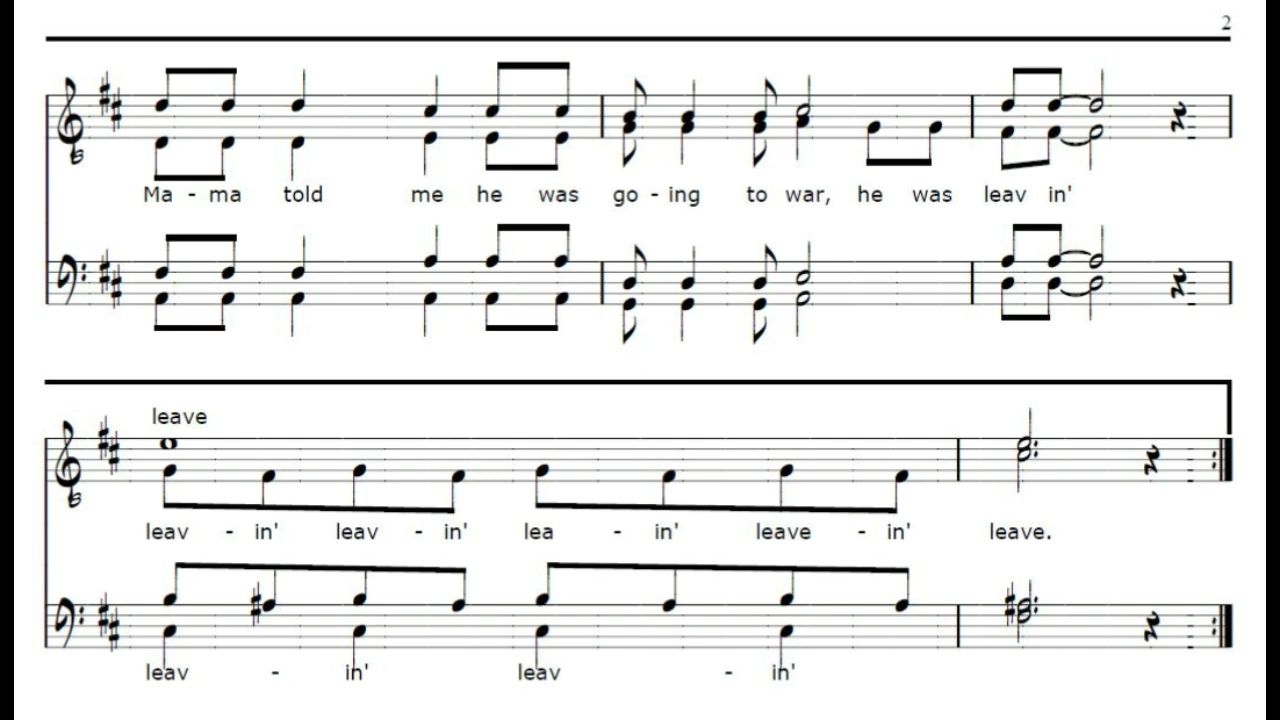 2
Ma - ma told me he was go - ing to war, he was leav in'
leave
leav - in' leav - in' lea - in' leave - in' leave.
leav - in' leav - in'